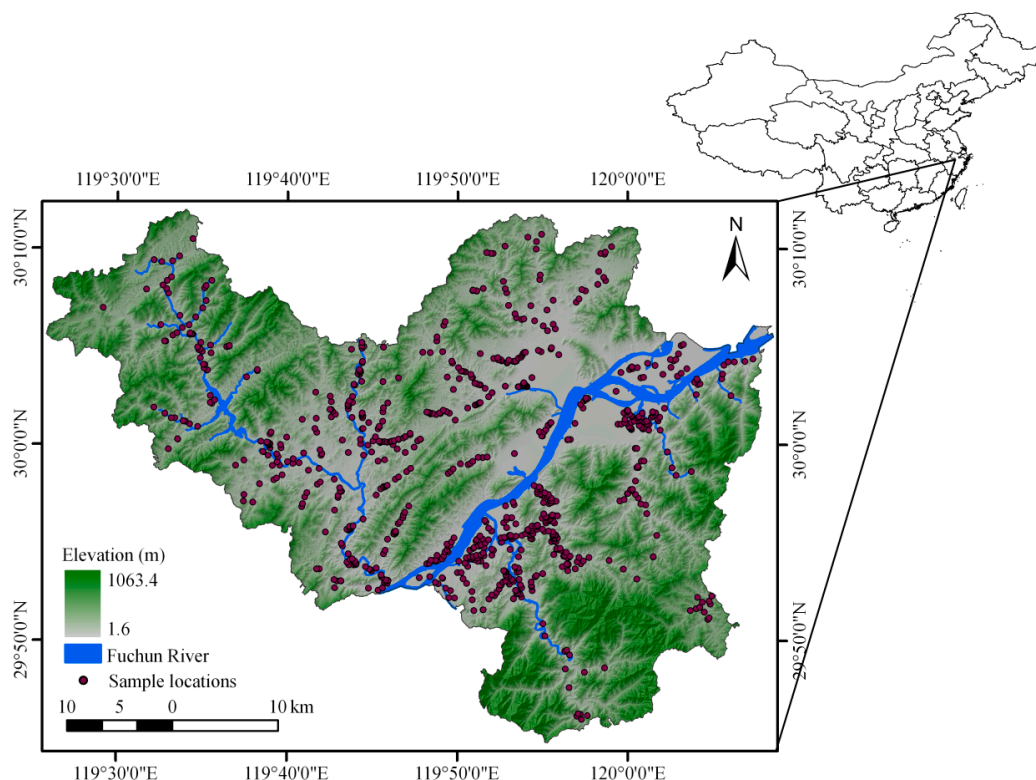 119°30'0"E 119°40'0"E 119°50'0"E 120°0'0"E
30°10'0"N
30°10'0"N
N
30°0'0"N
30°0'0"N
Elevation (m)
1063.4
1.6
29°50'0"N
29°50'0"N
Fuchun River
Sample locations
10 5 0 10 km
119°30'0"E 119°40'0"E 119°50'0"E 120°0'0"E